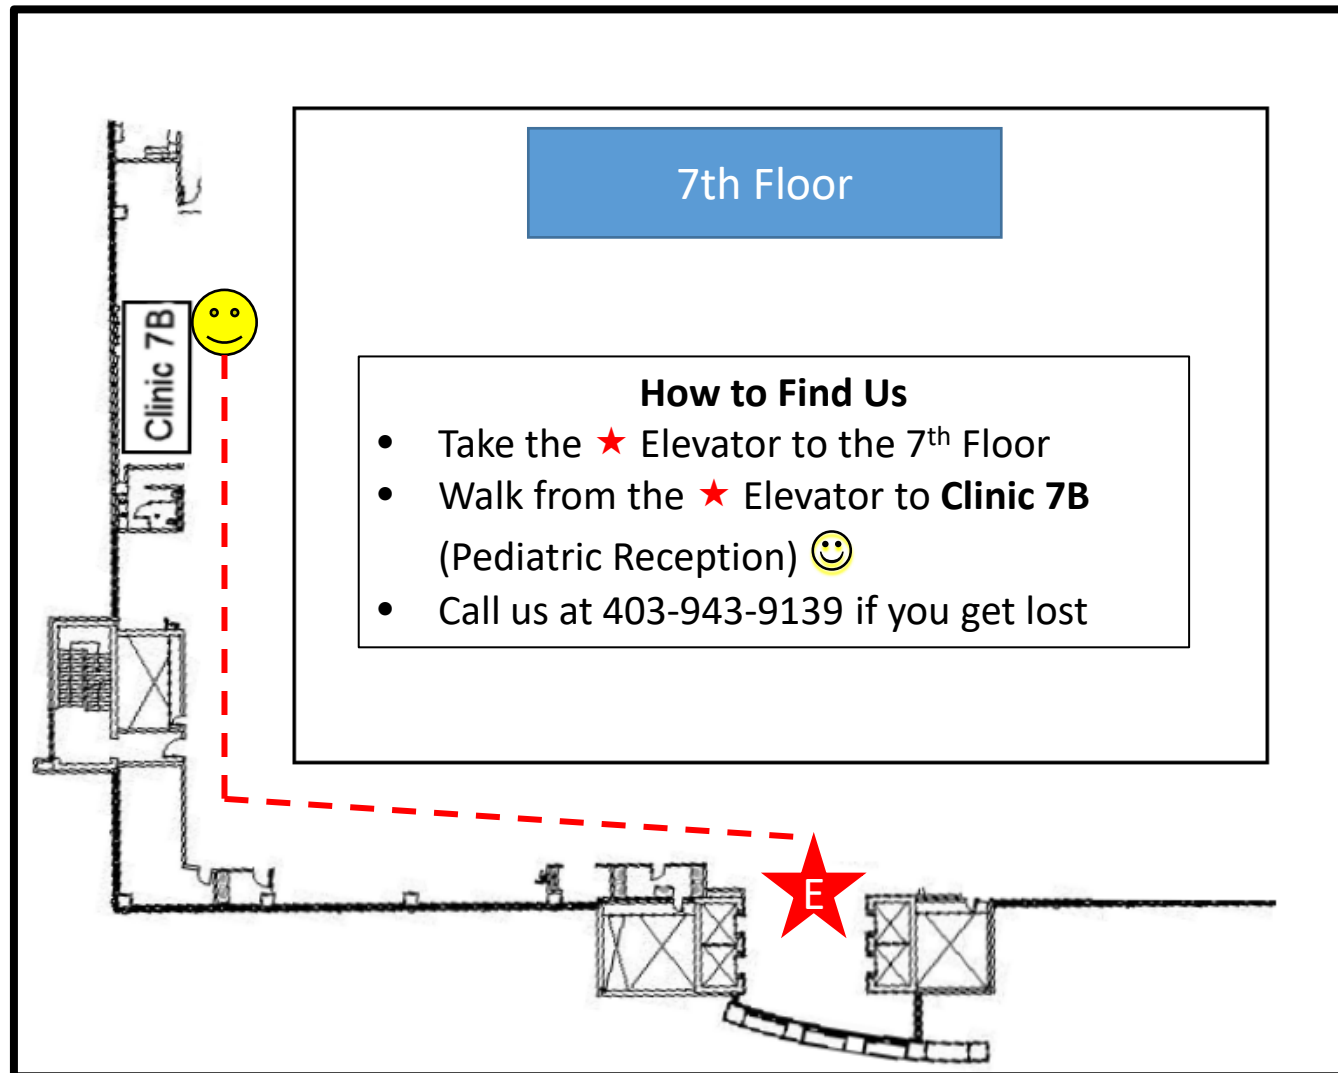 7th Floor
Clinic 7B
How to Find Us
• Take the ★ Elevator to the 7th Floor
• Walk from the ★ Elevator to Clinic 7B
(Pediatric Reception) ☺
• Call us at 403-943-9139 if you get lost
E